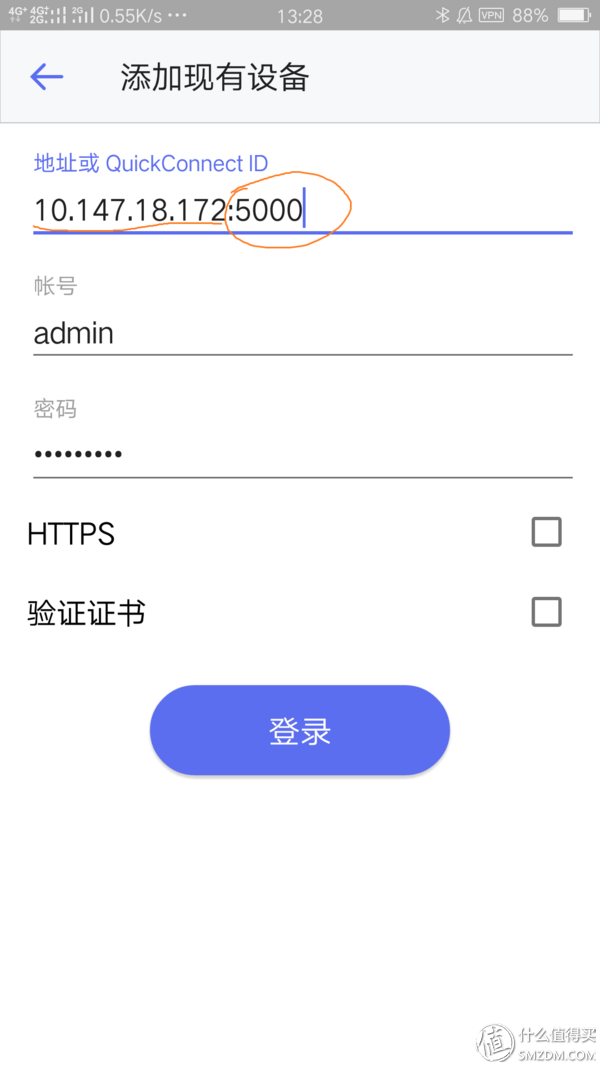 4G+ 4G+ 2G 2G 0.55K/s ··· 13:28 VPN 88%
添加现有设备
地址或 QuickConnect ID
10.147.18.172:5000
帐号
admin
密码
•••••••••
HTTPS
验证证书
登录
值 什么值得买
SMZDM.COM